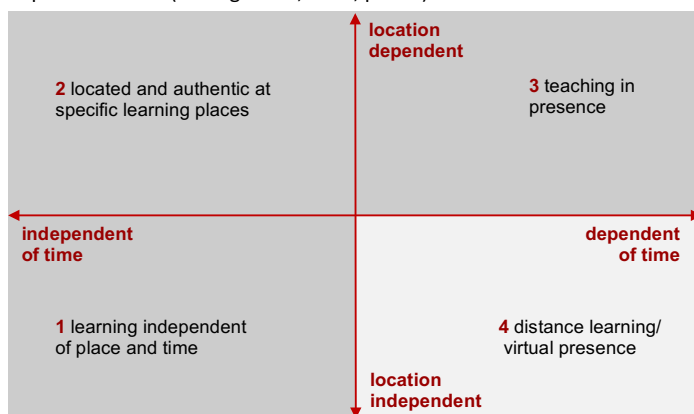 location
dependent
2 located and authentic at
specific learning places
3 teaching in
presence
independent
of time
dependent
of time
1 learning independent
of place and time
4 distance learning/
virtual presence
location
independent